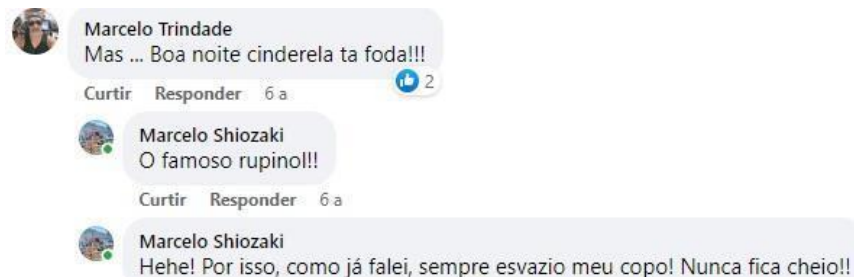 Marcelo Trindade
Mas ... Boa noite cinderela ta foda!!!
2
Curtir Responder 6 a
Marcelo Shiozaki
O famoso rupinol!!
Curtir Responder 6 a
Marcelo Shiozaki
Hehe! Por isso, como já falei, sempre esvazio meu copo! Nunca fica cheio!!